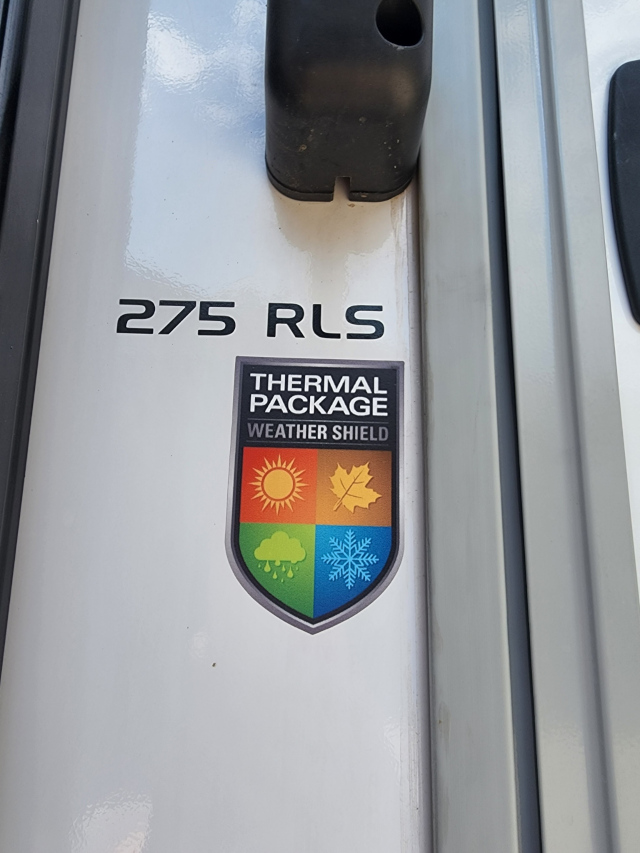 275 RLS
THERMAL
PACKAGE
WEATHER SHIELD